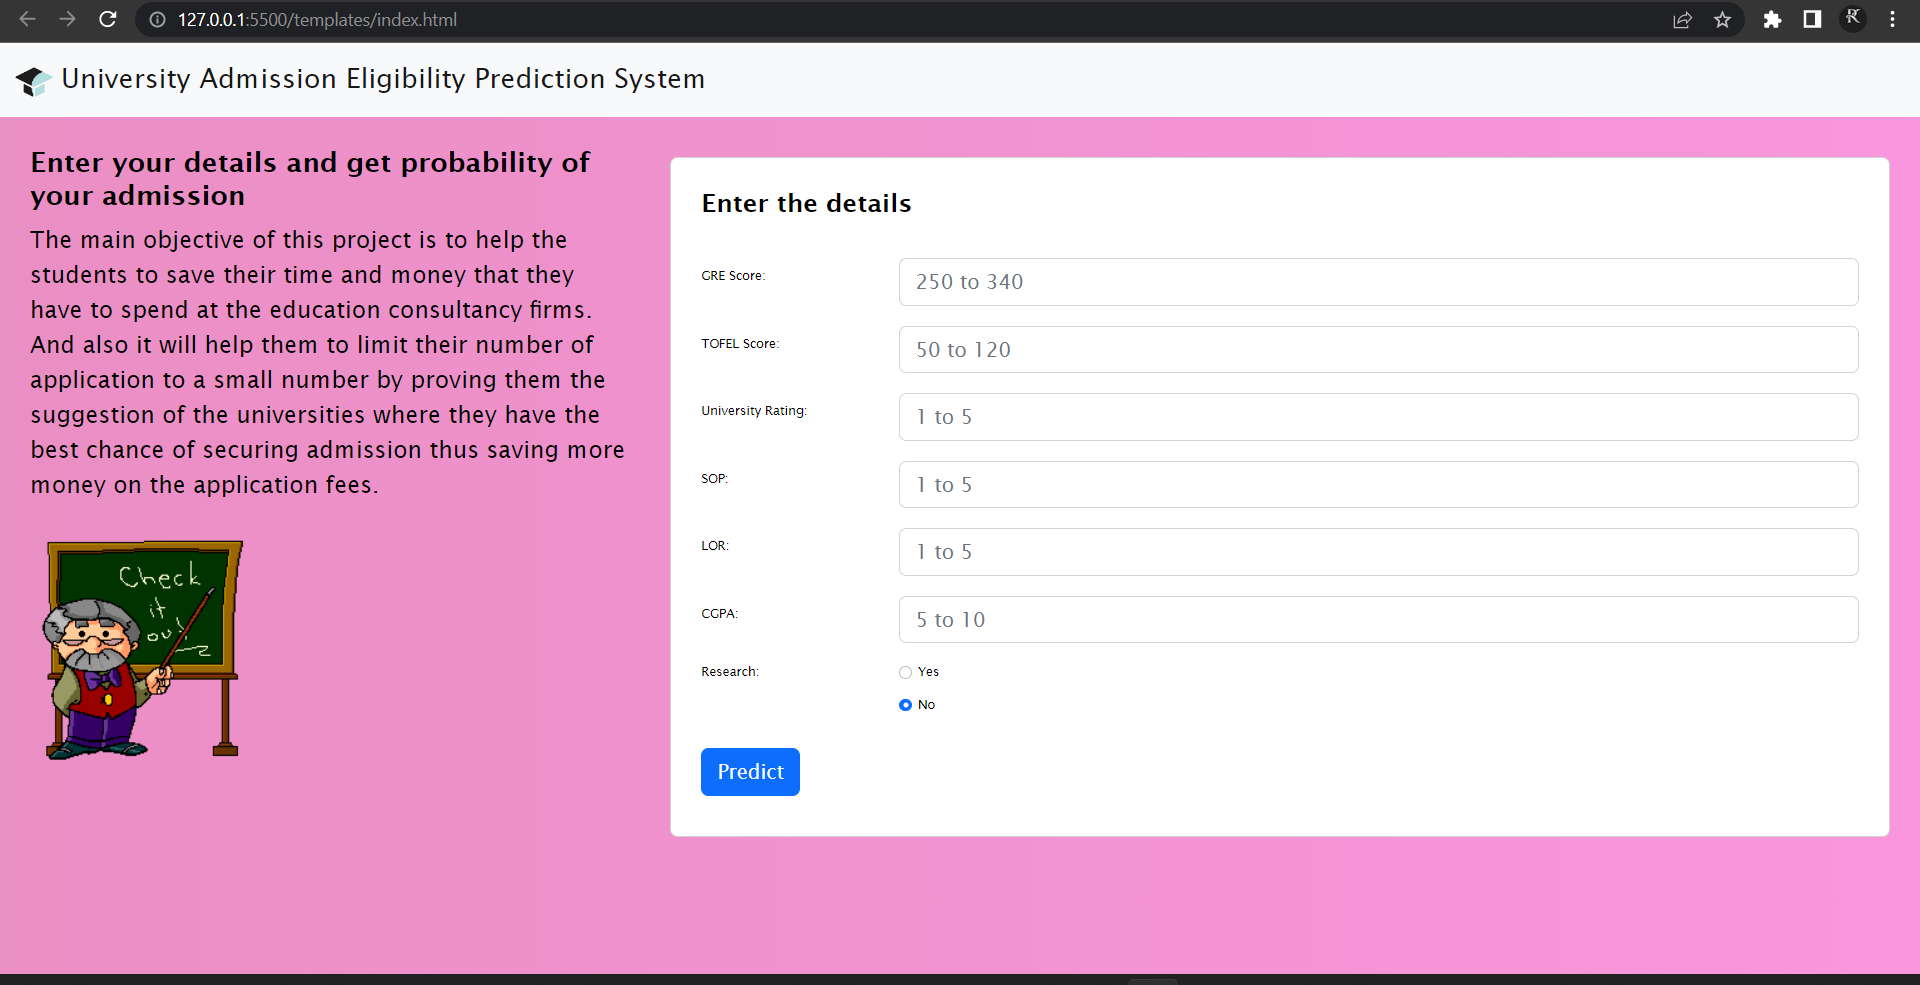 127.0.0.1:5500/templates/index.html
University Admission Eligibility Prediction System
Enter your details and get probability of
your admission
The main objective of this project is to help the
students to save their time and money that they
have to spend at the education consultancy firms.
And also it will help them to limit their number of
application to a small number by proving them the
suggestion of the universities where they have the
best chance of securing admission thus saving more
money on the application fees.
Check
it
out!
Enter the details
GRE Score:
250 to 340
TOFEL Score:
50 to 120
University Rating:
1 to 5
SOP:
1 to 5
LOR:
1 to 5
CGPA:
5 to 10
Research:
Yes
No
Predict